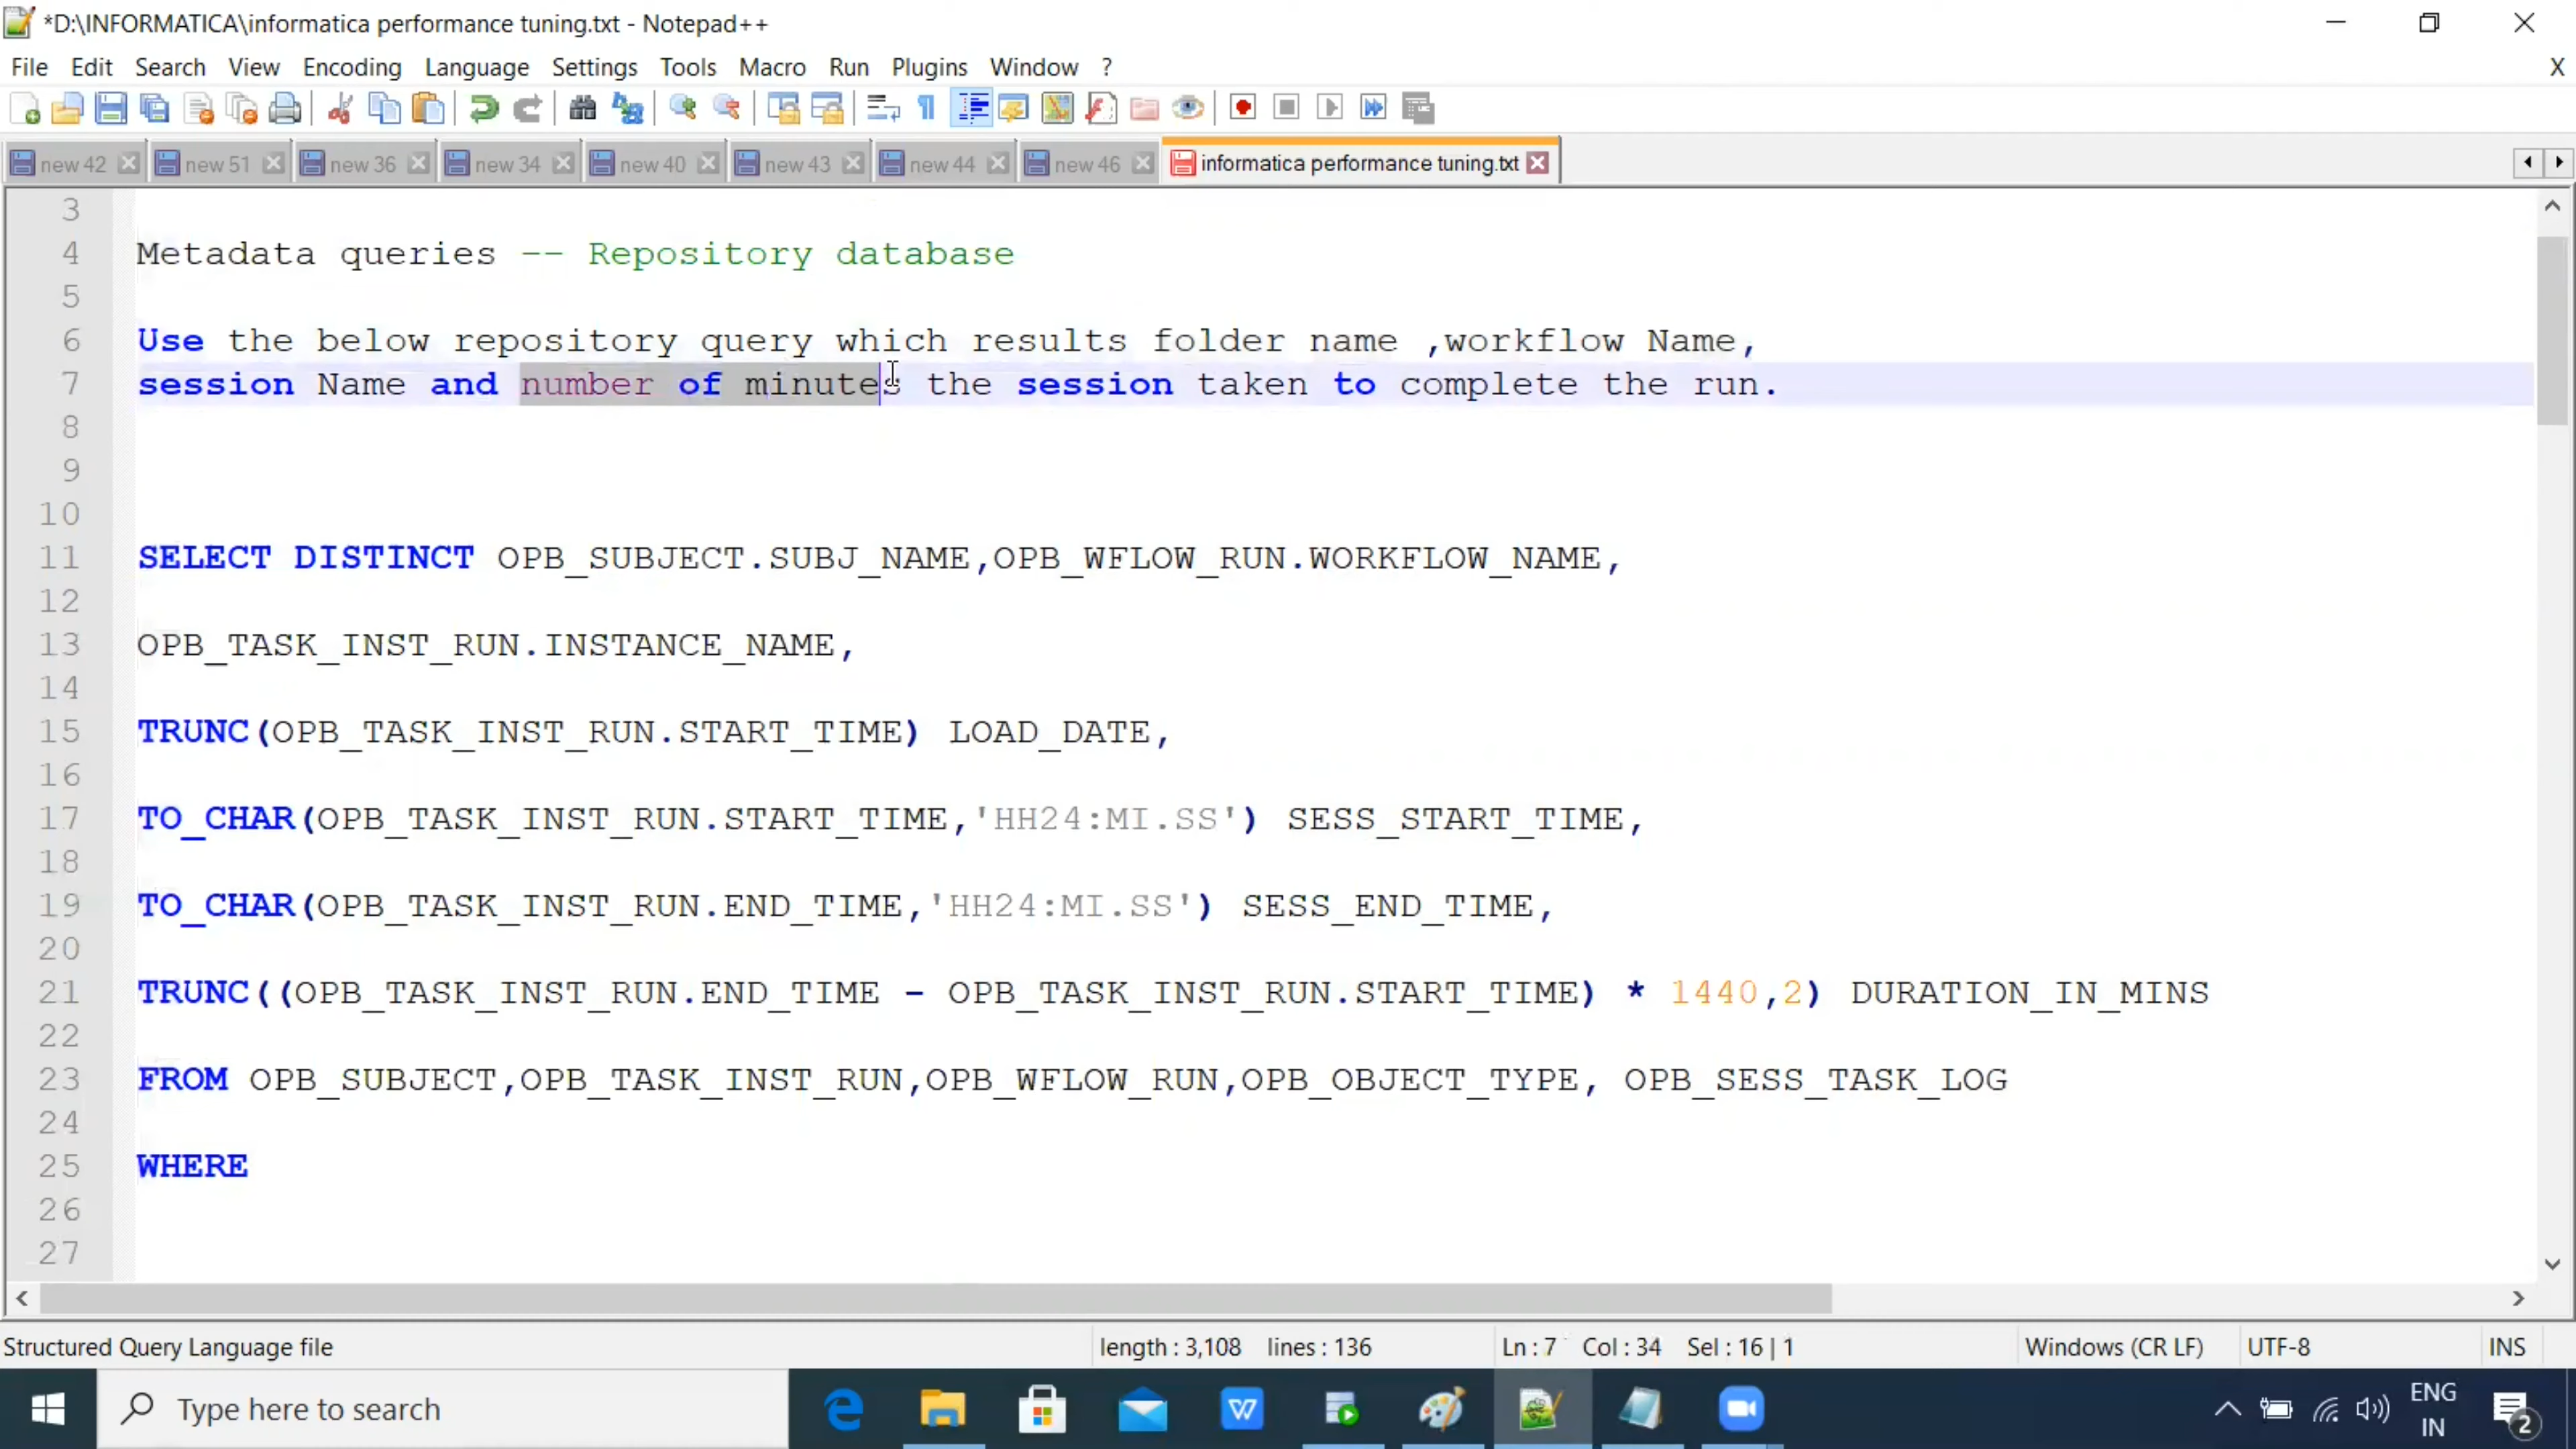 *D:\INFORMATICA\informatica performance tuning.txt - Notepad++
File Edit Search View Encoding Language Settings Tools Macro Run Plugins Window ? X
new 42 new 51 new 36 new 34 new 40 new 43 new 44 new 46 informatica performance tuning.txt
3
4 Metadata queries -- Repository database
5
6 Use the below repository query which results folder name ,workflow Name,
7 session Name and number of minutes the session taken to complete the run.
8
9
10
11 SELECT DISTINCT OPB_SUBJECT.SUBJ_NAME,OPB_WFLOW_RUN.WORKFLOW_NAME,
12
13 OPB_TASK_INST_RUN.INSTANCE_NAME,
14
15 TRUNC(OPB_TASK_INST_RUN.START_TIME) LOAD_DATE,
16
17 TO_CHAR(OPB_TASK_INST_RUN.START_TIME,'HH24:MI.SS') SESS_START_TIME,
18
19 TO_CHAR(OPB_TASK_INST_RUN.END_TIME,'HH24:MI.SS') SESS_END_TIME,
20
21 TRUNC((OPB_TASK_INST_RUN.END_TIME - OPB_TASK_INST_RUN.START_TIME) * 1440,2) DURATION_IN_MINS
22
23 FROM OPB_SUBJECT,OPB_TASK_INST_RUN,OPB_WFLOW_RUN,OPB_OBJECT_TYPE, OPB_SESS_TASK_LOG
24
25 WHERE
26
27
Structured Query Language file length : 3,108 lines : 136 Ln : 7 Col : 34 Sel : 16 | 1 Windows (CR LF) UTF-8 INS
Type here to search
ENG
IN
2